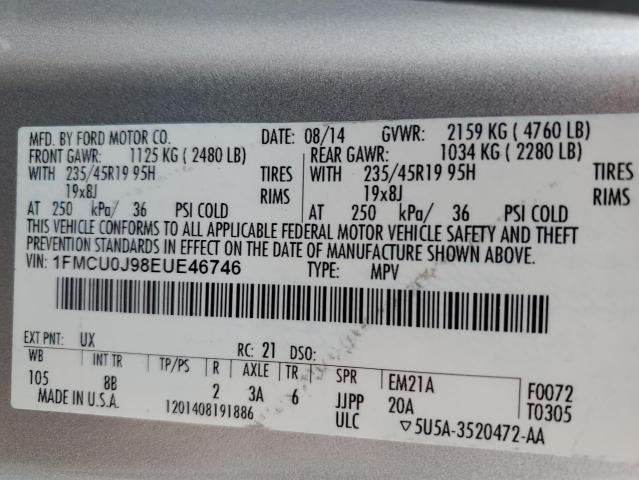 MFD. BY FORD MOTOR CO. DATE: 08/14 GVWR: 2159 KG ( 4760 LB)
FRONT GAWR: 1125 KG ( 2480 LB) REAR GAWR: 1034 KG ( 2280 LB)
WITH 235/45R19 95H TIRES WITH 235/45R19 95H TIRES
19x8J RIMS 19x8J RIMS
AT 250 kPa/ 36 PSI COLD AT 250 kPa/ 36 PSI COLD
THIS VEHICLE CONFORMS TO ALL APPLICABLE FEDERAL MOTOR VEHICLE SAFETY AND THEFT
PREVENTION STANDARDS IN EFFECT ON THE DATE OF MANUFACTURE SHOWN ABOVE.
VIN: 1FMCU0J98EUE46746 TYPE: MPV
EXT PNT: UX RC: 21 DSO:
WB INT TR TP/PS R AXLE TR SPR EM21A F0072
105 8B 2 3A 6 JJPP 20A T0305
MADE IN U.S.A. 1201408191886 ULC ▽5U5A-3520472-AA